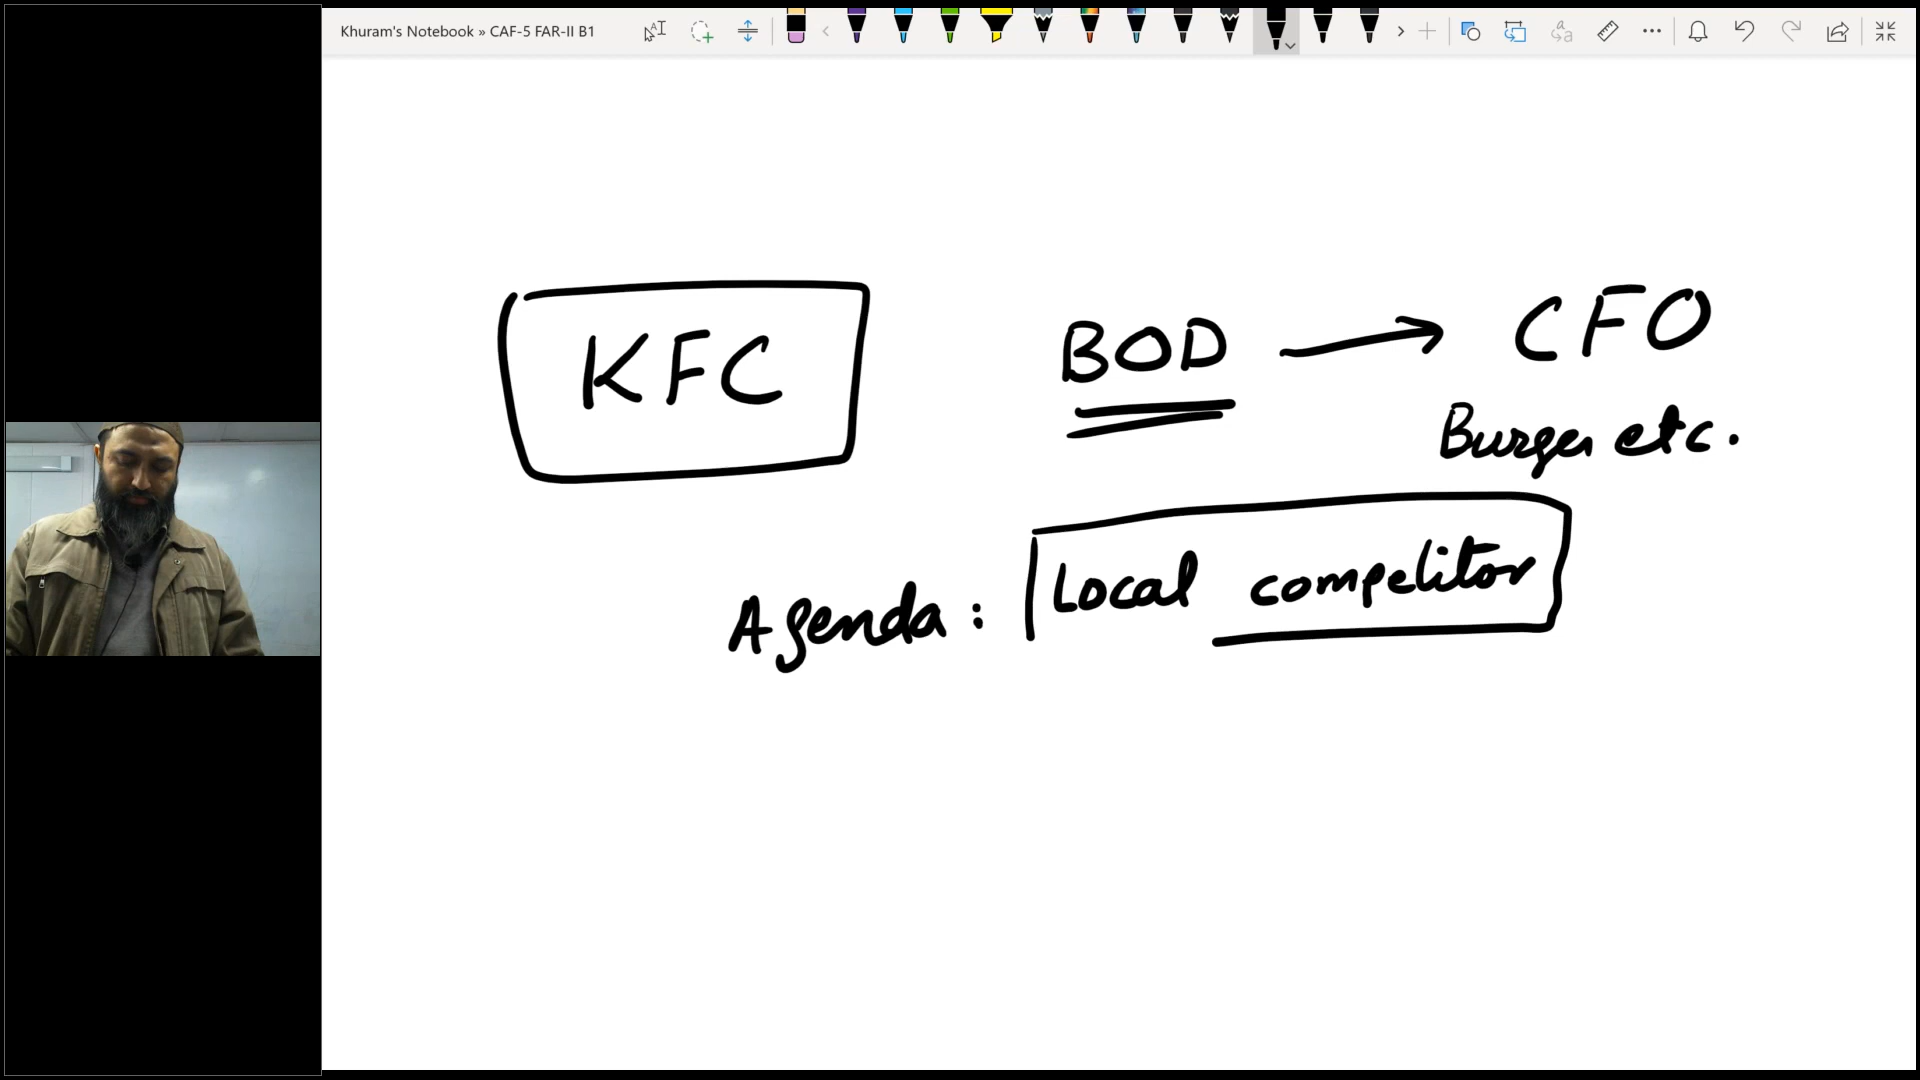 Khuram's Notebook » CAF-5 FAR-II B1
KFC
BOD → CFO
Burger etc.
Agenda : Local competitor